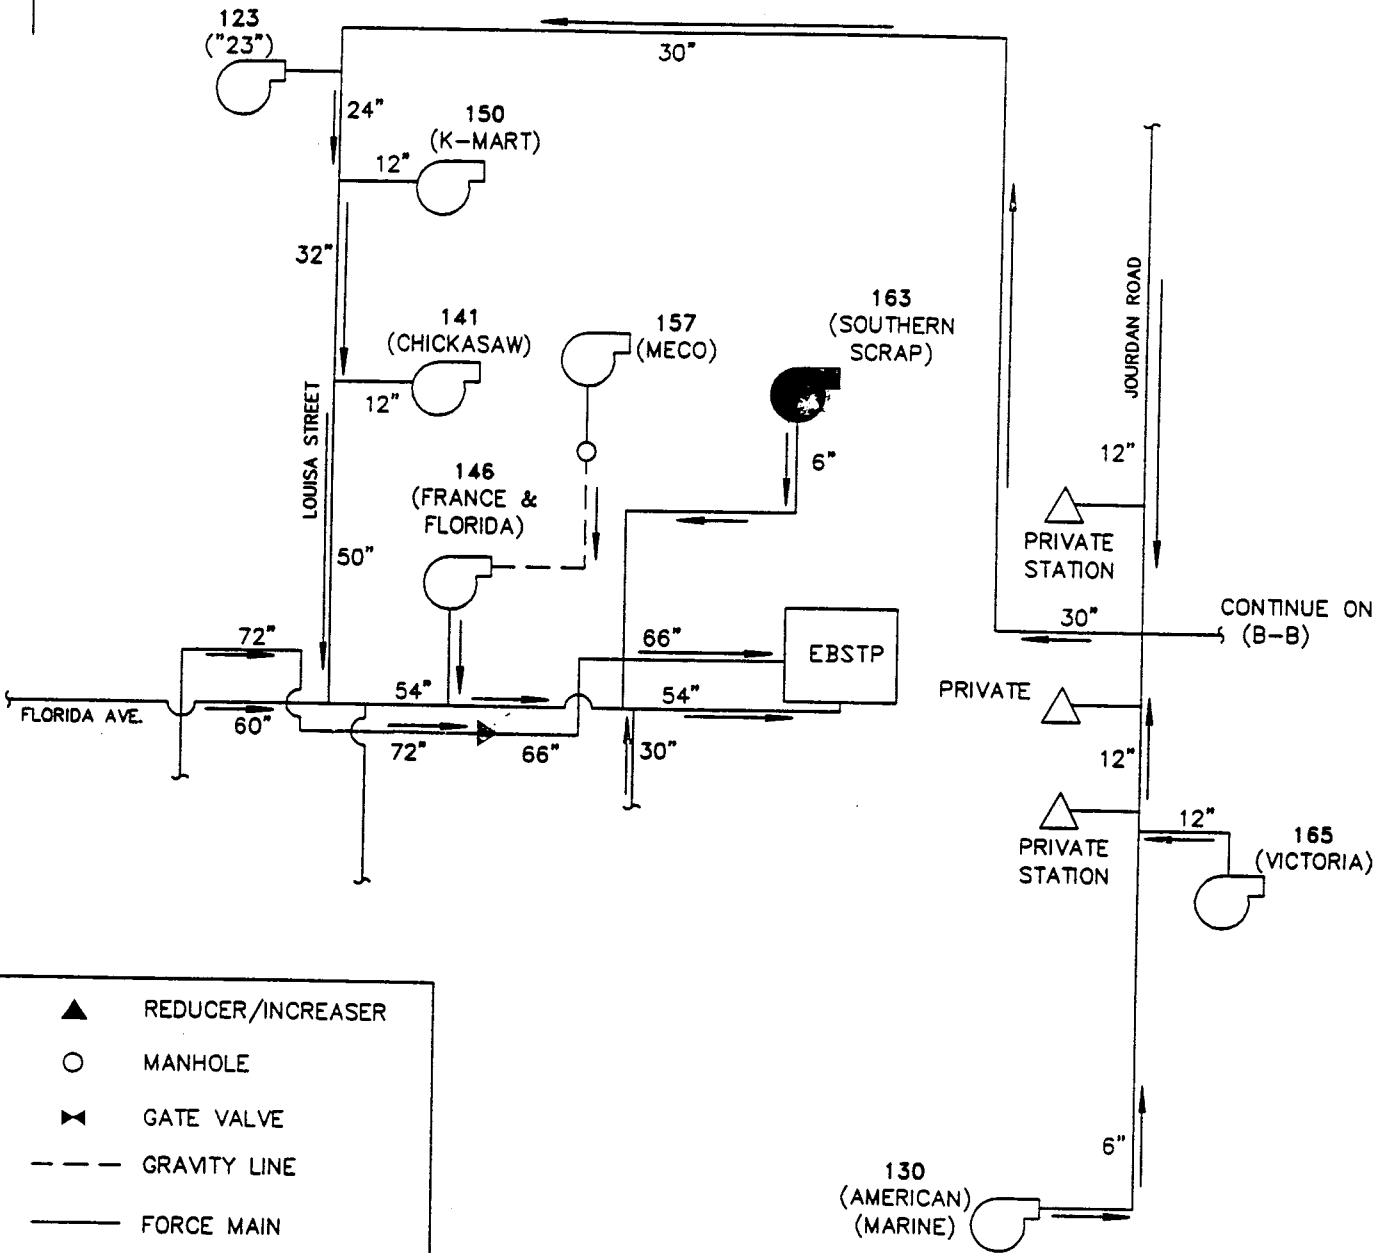 123
("23")
30"
24"
150
(K-MART)
12"
32"
163
(SOUTHERN
SCRAP)
141
(CHICKASAW)
157
(MECO)
12"
JOURDAN ROAD
LOUISA STREET
12"
6"
146
(FRANCE &
FLORIDA)
PRIVATE
STATION
50"
30"
CONTINUE ON
(B-B)
72"
66"
EBSTP
54"
54"
PRIVATE
FLORIDA AVE.
60"
72"
66"
30"
12"
12"
165
(VICTORIA)
PRIVATE
STATION
REDUCER/INCREASER
MANHOLE
GATE VALVE
GRAVITY LINE
FORCE MAIN
6"
130
(AMERICAN)
(MARINE)